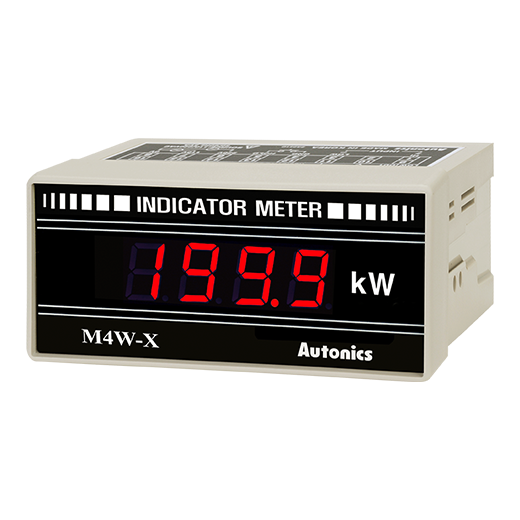 INDICATOR METER
199.9 kW
M4W-X
Autonics